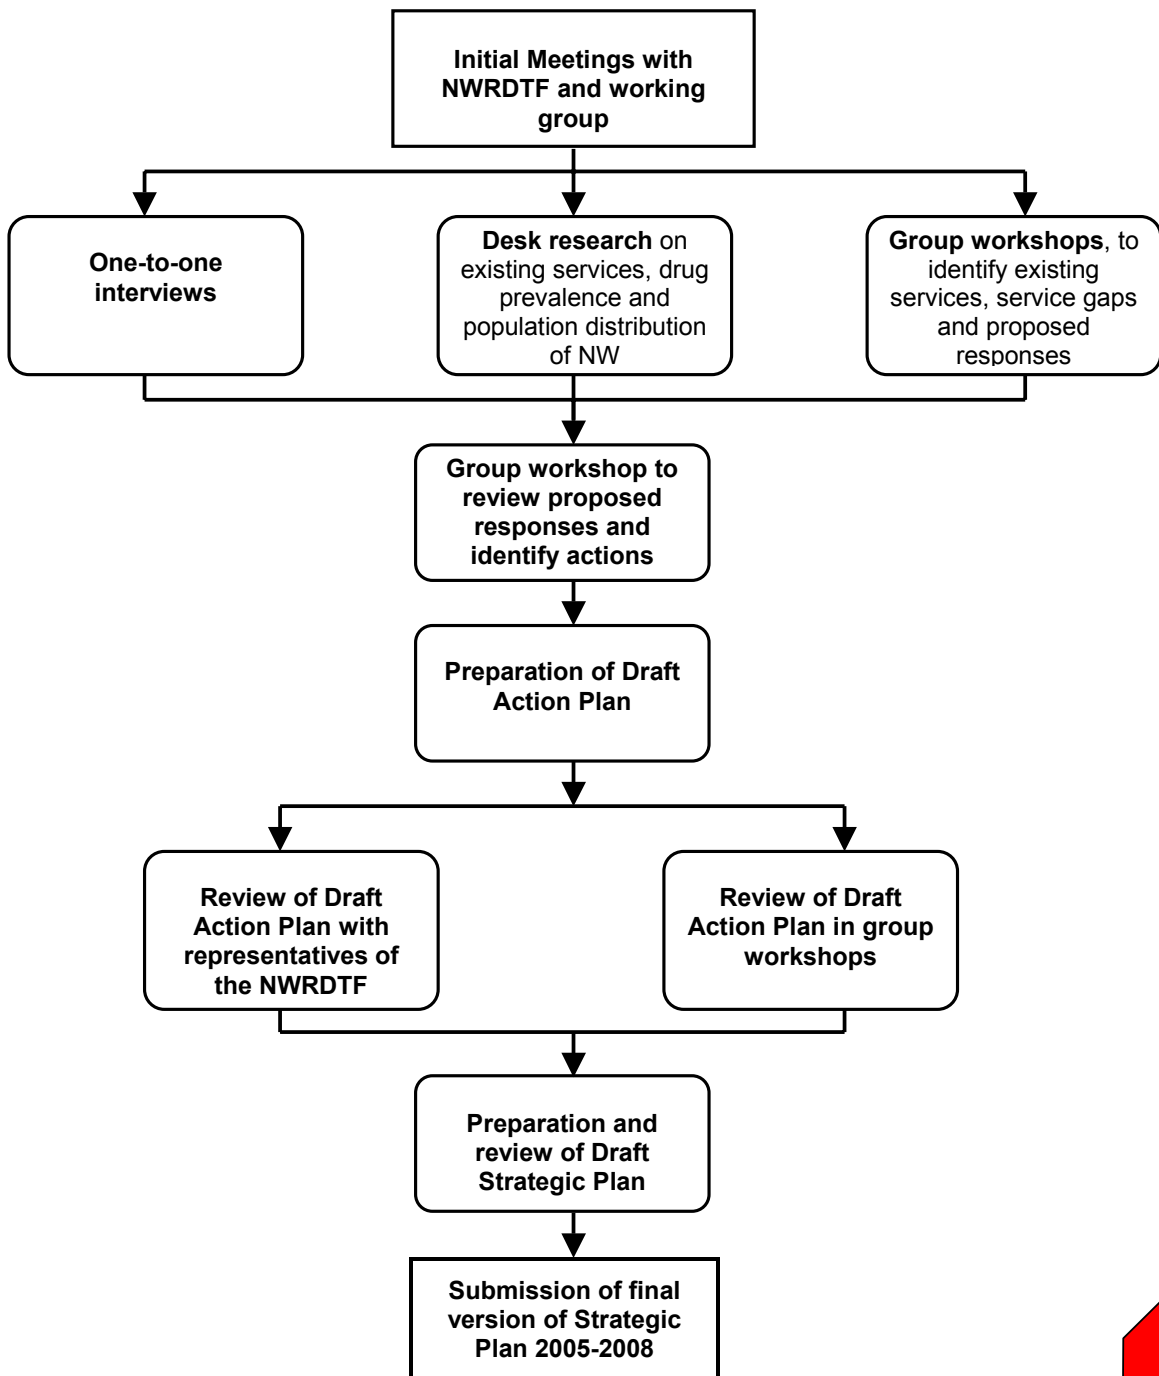 Initial Meetings with
NWRDTF and working
group
One-to-one
interviews
Desk research on
existing services, drug
prevalence and
population distribution
of NW
Group workshops, to
identify existing
services, service gaps
and proposed
responses
Group workshop to
review proposed
responses and
identify actions
Preparation of Draft
Action Plan
Review of Draft
Action Plan with
representatives of
the NWRDTF
Review of Draft
Action Plan in group
workshops
Preparation and
review of Draft
Strategic Plan
Submission of final
version of Strategic
Plan 2005-2008